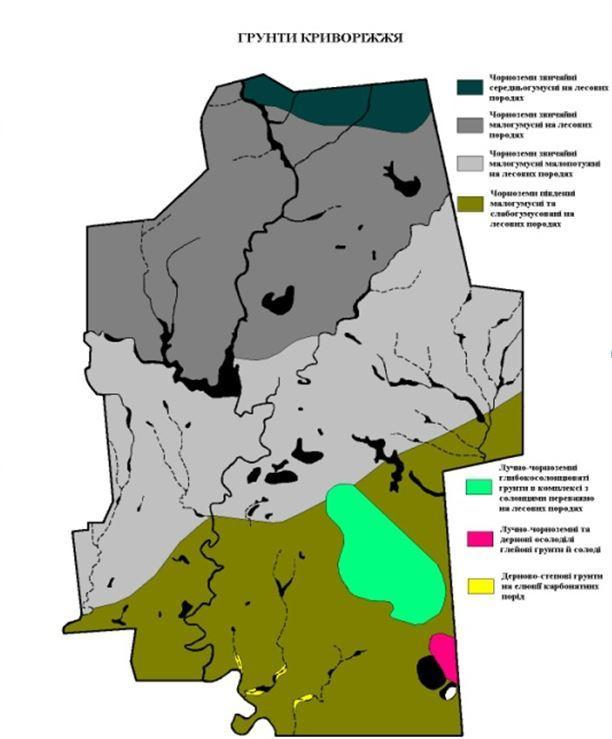 ГРУНТИ КРИВОРІЖЖЯ
Чорноземи звичайні
середньогумусні на лесових
породах
Чорноземи звичайні
малогумусні на лесових
породах
Чорноземи звичайні
малогумусні малопотужні
на лесових породах
Чорноземи південні
малогумусні та
слабогумусовані на
лесових породах
Лучно-чорноземні
глибокосолонцюваті
грунти в комплексі з
солонцями переважно
на лесових породах
Лучно-чорноземні та
дернові осолоділі
глейові грунти й солоді
Дерново-степові грунти
на елювії карбонатних
порід